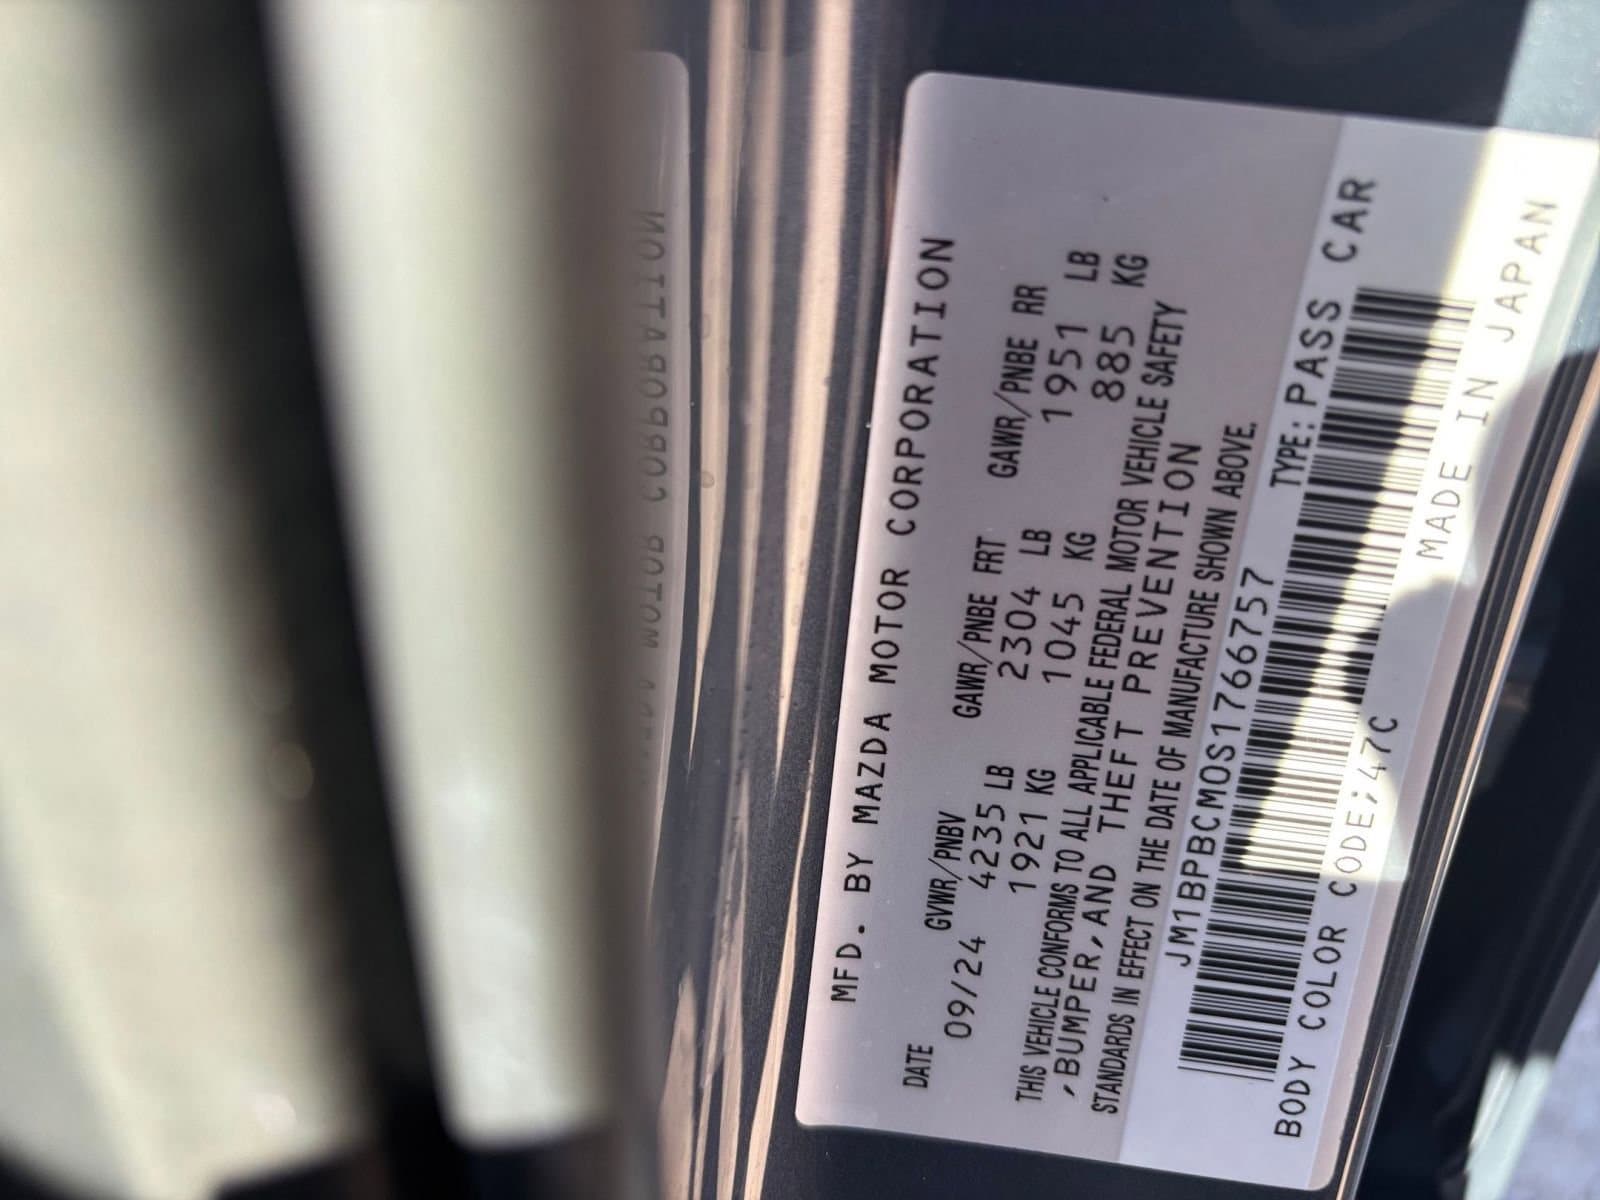 MFD. BY MAZDA MOTOR CORPORATION
DATE GVWR/PNBV GAWR/PNBE FRT GAWR/PNBE RR
09/24 4235 LB 2304 LB 1951 LB
1921 KG 1045 KG 885 KG
THIS VEHICLE CONFORMS TO ALL APPLICABLE FEDERAL MOTOR VEHICLE SAFETY
,BUMPER,AND THEFT PREVENTION
STANDARDS IN EFFECT ON THE DATE OF MANUFACTURE SHOWN ABOVE.
JM1BPBCM0S1766757 TYPE:PASS CAR
BODY COLOR CODE:47C MADE IN JAPAN
MOTOR CORPORATION